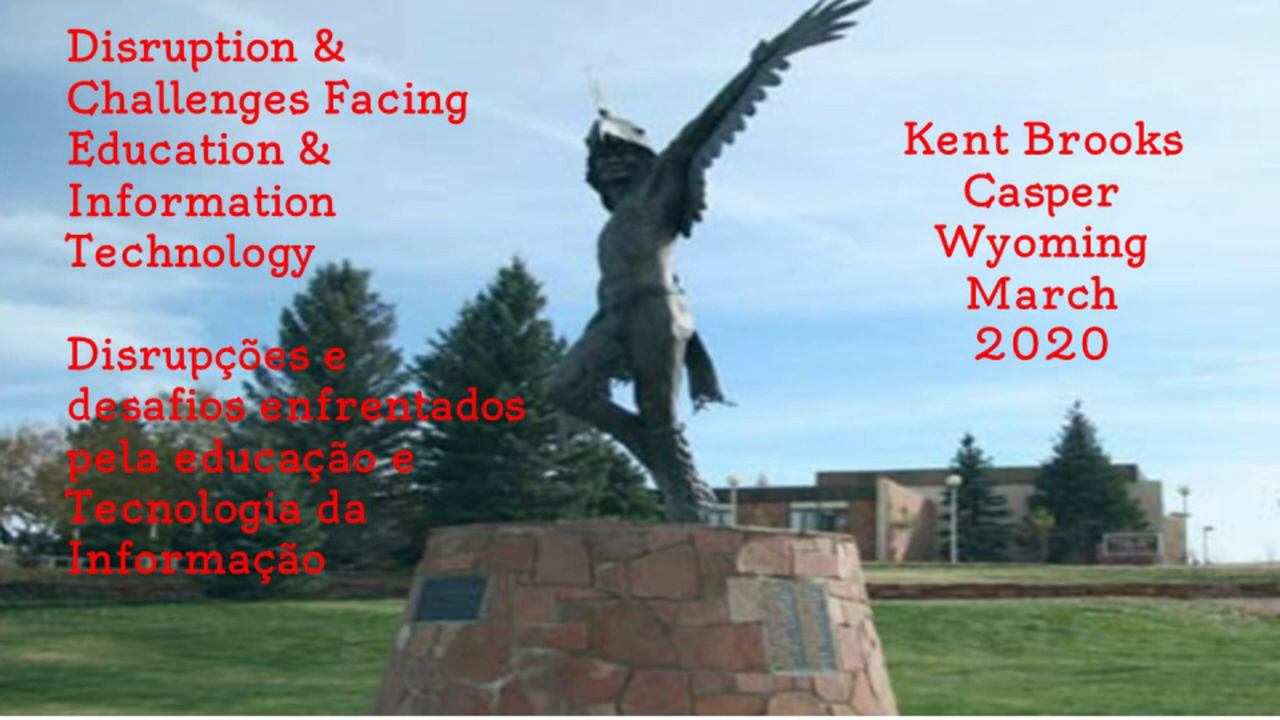 Disruption &
Challenges Facing
Education &
Information
Technology
Disrupções e
desafios enfrentados
pela educação e
Tecnologia da
Informação
Kent Brooks
Casper
Wyoming
March
2020